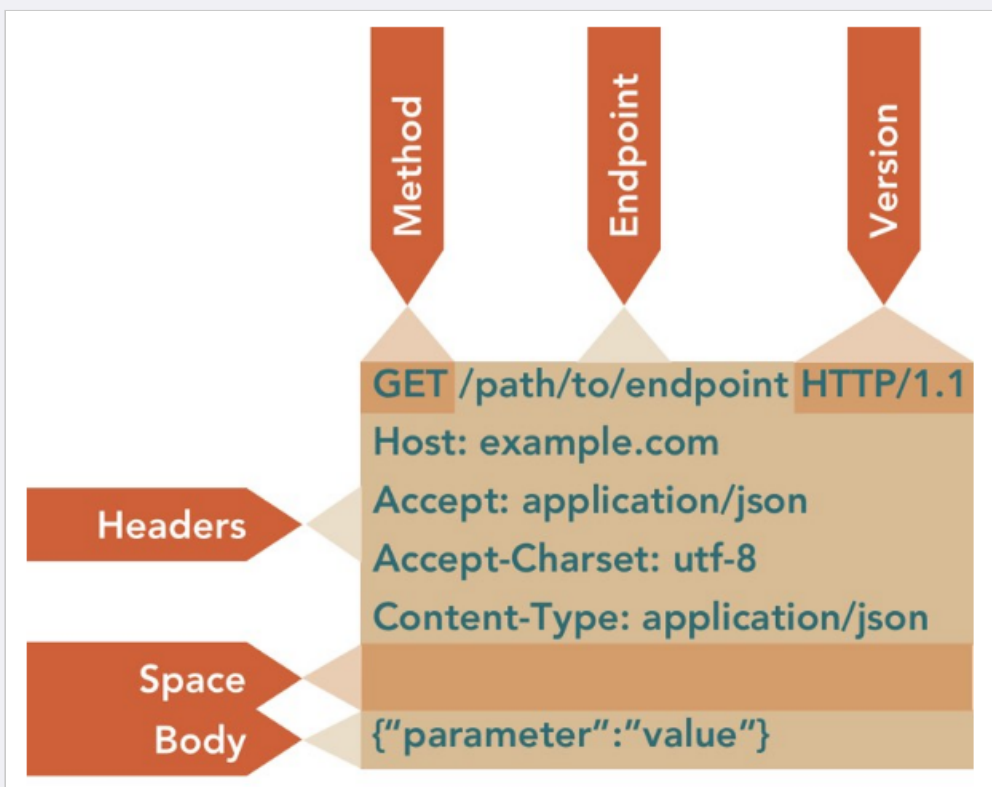 Method
Endpoint
Version
GET /path/to/endpoint HTTP/1.1
Host: example.com
Accept: application/json
Headers
Accept-Charset: utf-8
Content-Type: application/json
Space
Body
{“parameter”:”value”}